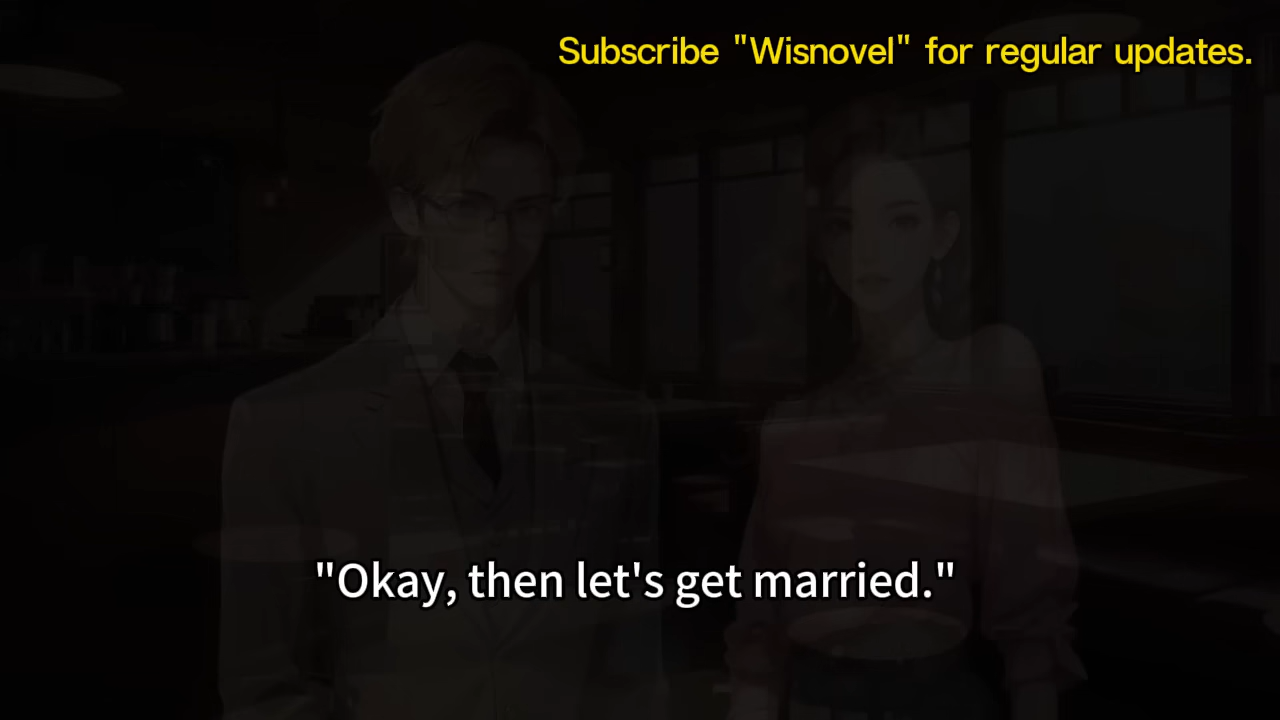 Subscribe "Wisnovel" for regular updates.
"Okay, then let's get married."